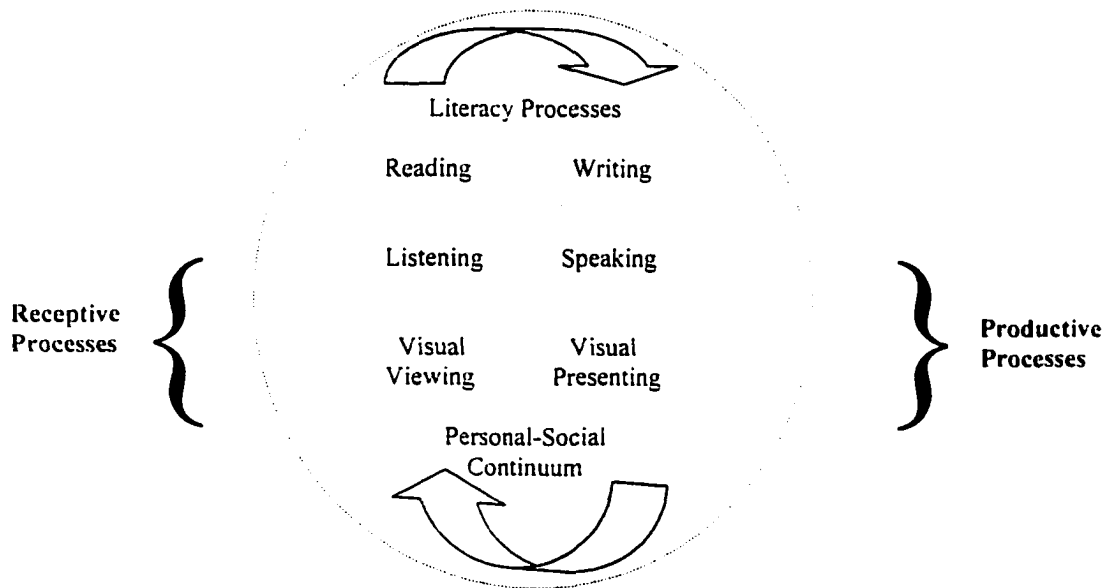 Literacy Processes
Reading Writing
Listening Speaking
Receptive
Processes
Productive
Processes
Visual Visual
Viewing Presenting
Personal-Social
Continuum